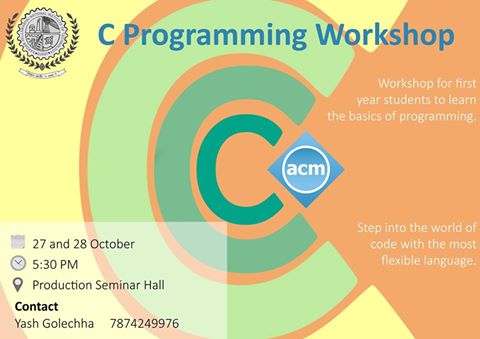 C Programming Workshop
Workshop for first
year students to learn
the basics of programming.
acm
Step into the world of
code with the most
flexible language.
27 and 28 October
5:30 PM
Production Seminar Hall
Contact
Yash Golechha 7874249976